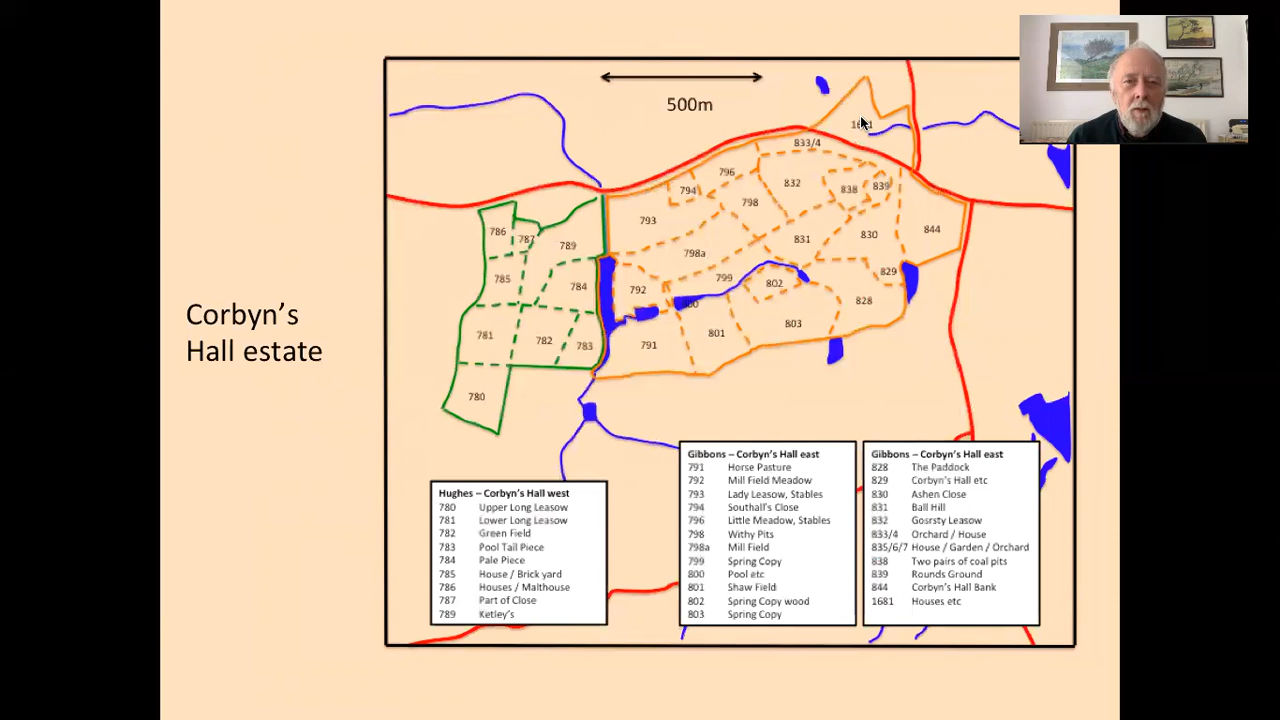 500m
1681
833/4
796
794
832
838
839
798
793
831
830
844
786
787
789
798a
785
784
792
799
802
829
800
828
781
782
783
791
801
803
780
Corbyn's
Hall estate
Hughes – Corbyn's Hall west
780 Upper Long Leasow
781 Lower Long Leasow
782 Green Field
783 Pool Tail Piece
784 Pale Piece
785 House / Brick yard
786 Houses / Malthouse
787 Part of Close
789 Ketley's
Gibbons – Corbyn's Hall east
791 Horse Pasture
792 Mill Field Meadow
793 Lady Leasow, Stables
794 Southall's Close
796 Little Meadow, Stables
798 Withy Pits
798a Mill Field
799 Spring Copy
800 Pool etc
801 Shaw Field
802 Spring Copy wood
803 Spring Copy
Gibbons – Corbyn's Hall east
828 The Paddock
829 Corbyn's Hall etc
830 Ashen Close
831 Ball Hill
832 Gosrsty Leasow
833/4 Orchard / House
835/6/7 House / Garden / Orchard
838 Two pairs of coal pits
839 Rounds Ground
844 Corbyn's Hall Bank
1681 Houses etc